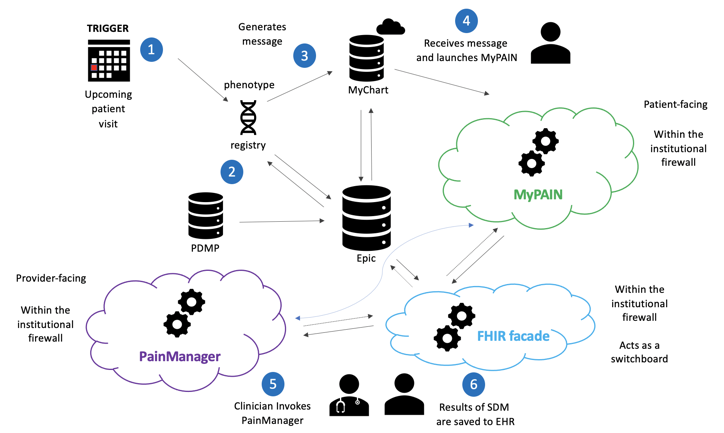 TRIGGER
1
Upcoming
patient
visit
Generates
message
3
phenotype
registry
2
MyChart
4
Receives message
and launches MyPAIN
Patient-facing
Within the
institutional
firewall
MyPAIN
PDMP
Epic
Provider-facing
Within the
institutional
firewall
PainManager
FHIR facade
Within the
institutional
firewall
Acts as a
switchboard
5
Clinician Invokes
PainManager
6
Results of SDM
are saved to EHR